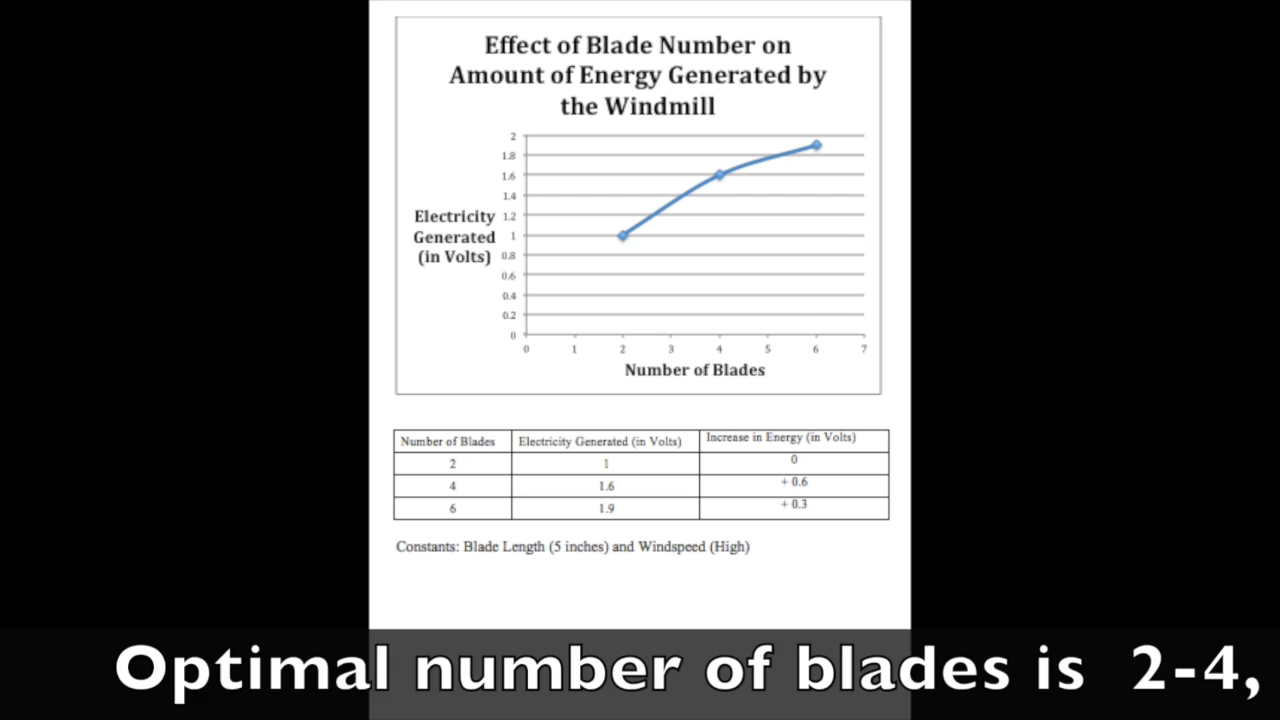 Effect of Blade Number on
Amount of Energy Generated by
the Windmill
2
1.8
1.6
1.4
1.2
1
0.8
0.6
0.4
0.2
0
Electricity
Generated
(in Volts)
0 1 2 3 4 5 6 7
Number of Blades
Number of Blades Electricity Generated (in Volts) Increase in Energy (in Volts)
2 1 0
4 1.6 + 0.6
6 1.9 + 0.3
Constants: Blade Length (5 inches) and Windspeed (High)
Optimal number of blades is 2-4,